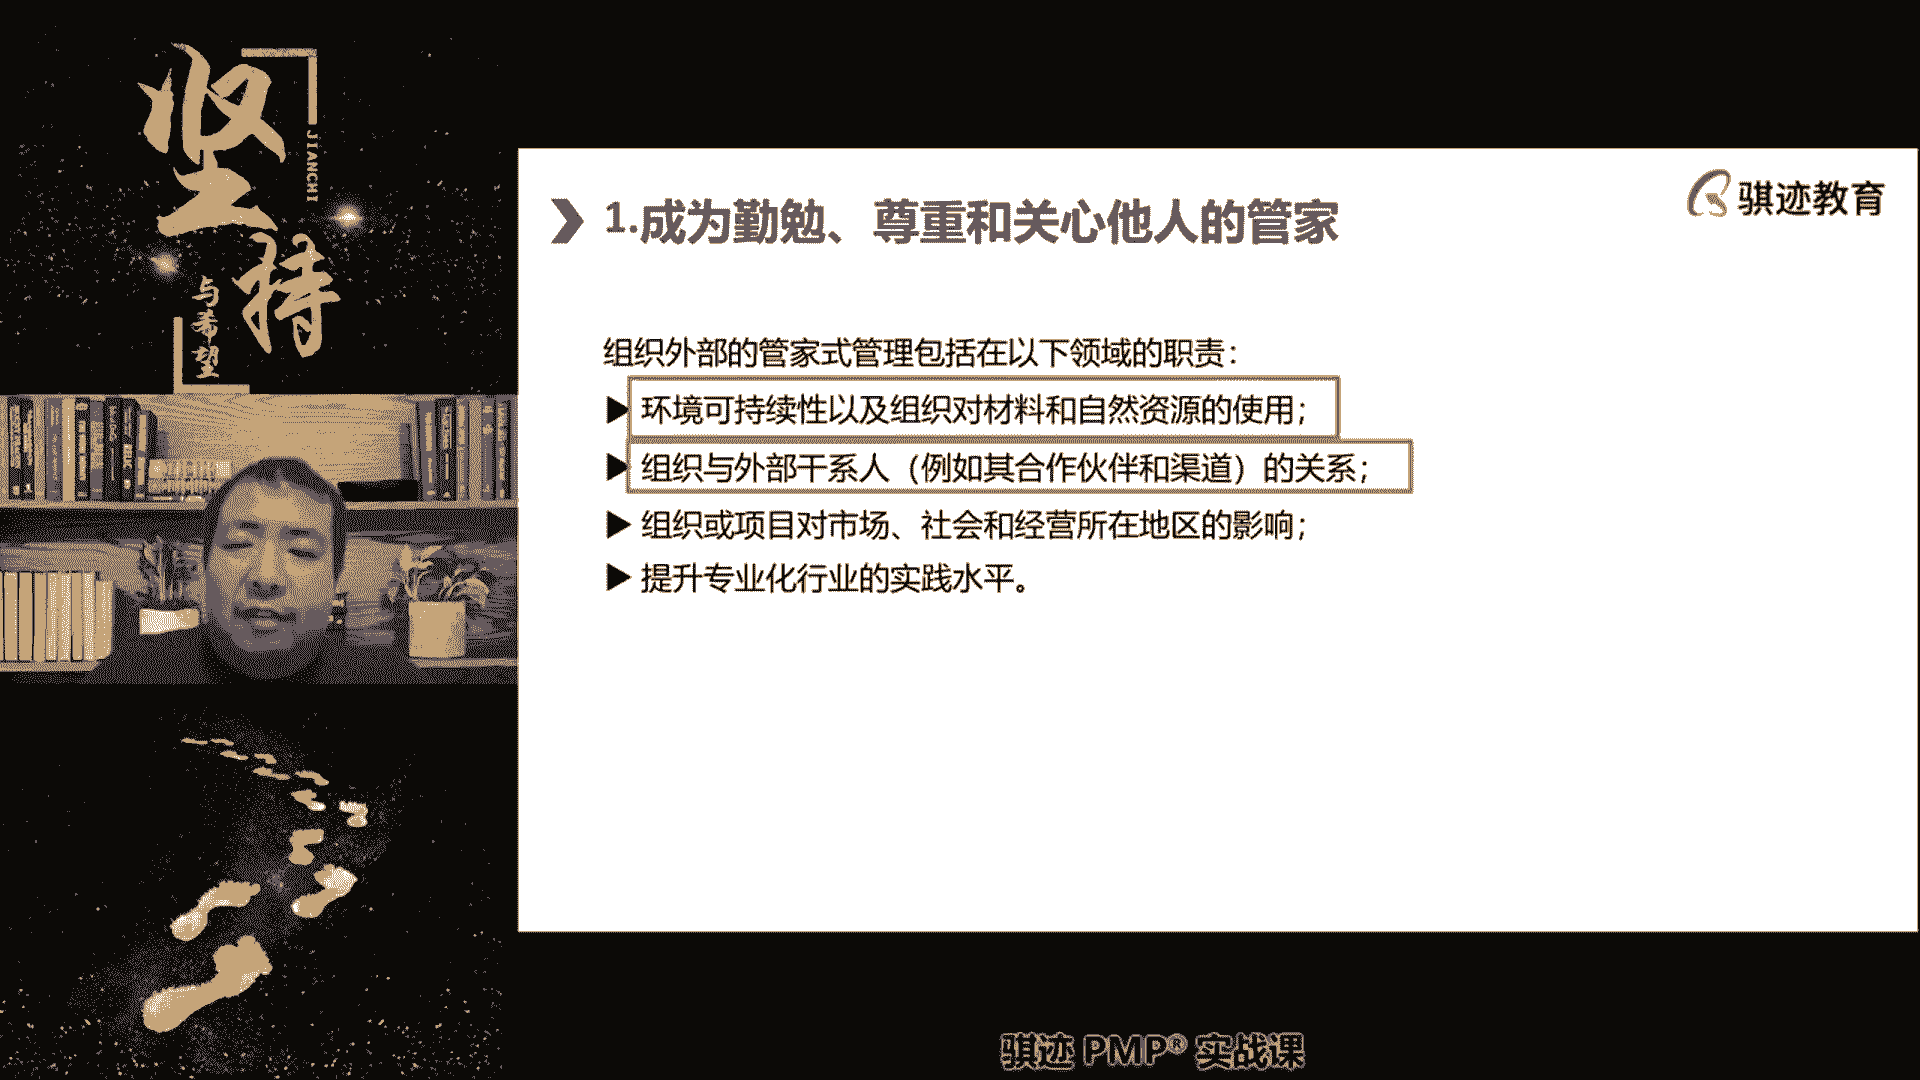 坚持
JIANCHI
与希望
骐迹教育
1.成为勤勉、尊重和关心他人的管家
组织外部的管家式管理包括在以下领域的职责：
▶环境可持续性以及组织对材料和自然资源的使用；
▶组织与外部干系人（例如其合作伙伴和渠道）的关系；
▶组织或项目对市场、社会和经营所在地区的影响；
▶提升专业化行业的实践水平。
骐迹 PMP® 实战课